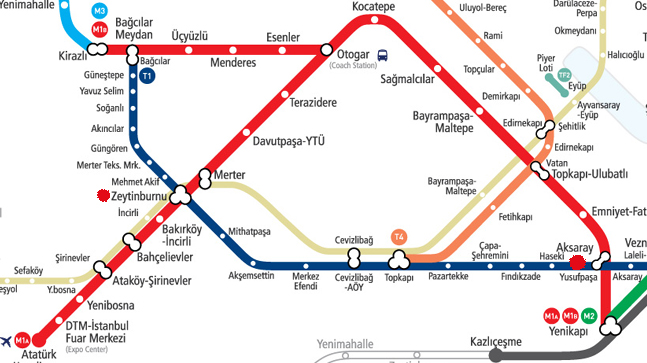 Yenimahalle
M3
M1B
Kirazlı
Bağcılar
Meydan
Bağcılar
T1
Üçyüzlü
Menderes
Esenler
Otogar
(Coach Station)
Kocatepe
Sağmalcılar
Bayrampaşa-
Maltepe
Uluyol-Bereç
Rami
Topçular
Demirkapı
Edirnekapı
Şehitlik
Edirnekapı
Vatan
Topkapı-Ulubatlı
Darülaceze-
Perpa
Okmeydanı
Halıcıoğlu
Piyer
Loti
TF2
Eyüp
Ayvansaray
-Eyüp
Güneştepe
Yavuz Selim
Soğanlı
Akıncılar
Güngören
Merter Teks. Mrk.
Mehmet Akif
Zeytinburnu
Terazidere
Davutpaşa-YTÜ
Merter
İncirli
Bakırköy
-İncirli
Bahçelievler
Şirinevler
Ataköy-Şirinevler
Sefaköy
Y.bosna
Yenibosna
DTM-İstanbul
Fuar Merkezi
(Expo Center)
M1A
Atatürk
Mithatpaşa
Akşemsettin
Merkez
Efendi
Cevizlibağ
Cevizlibağ
-AÖY
T4
Topkapı
Bayrampaşa-
Maltepe
Fetihkapı
Pazartekke
Çapa-
Şehremini
Fındıkzade
Haseki
Aksaray
Yusufpaşa
Emniyet-Fat
Vezn
Laleli-
Aksaray
M1A
M1B
M2
Yenikapı
Kazlıçeşme
Yenimahalle